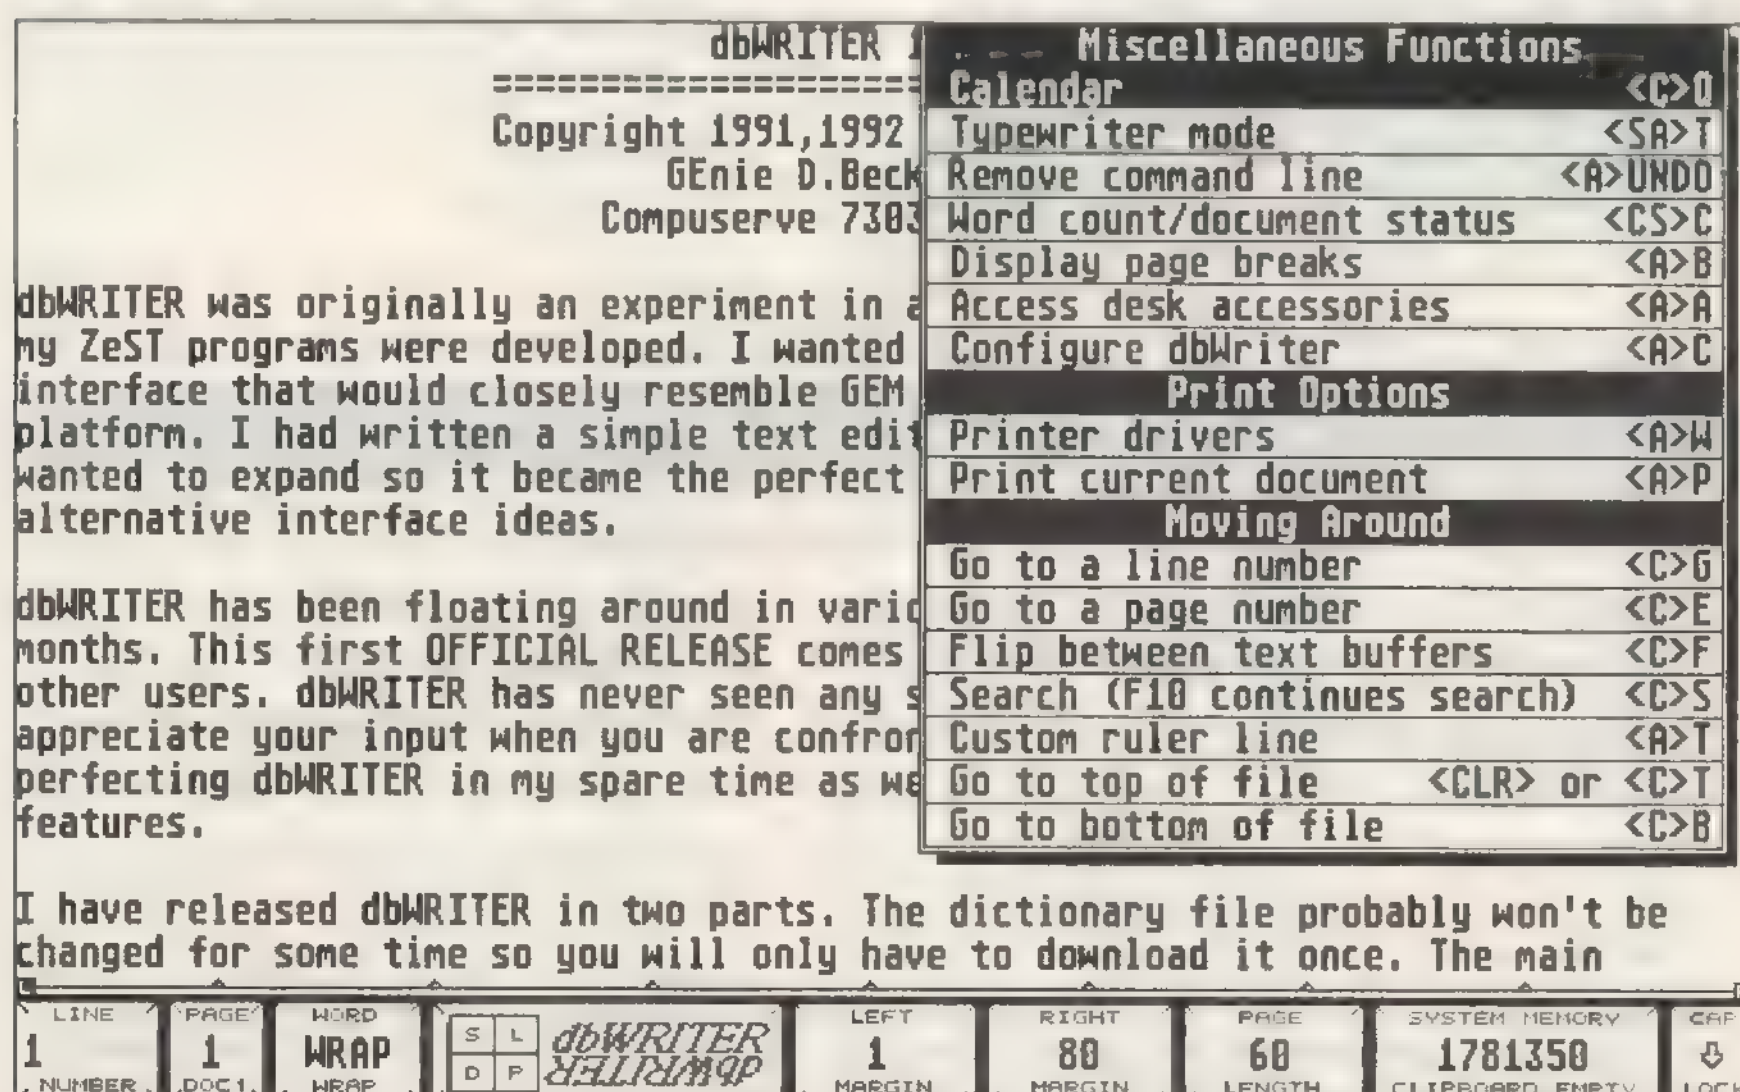 dbWRITER
====================
Copyright 1991,1992
GEnie D.Beck
Compuserve 7303
dbWRITER was originally an experiment in a
my ZeST programs were developed. I wanted
interface that would closely resemble GEM
platform. I had written a simple text edit
wanted to expand so it became the perfect
alternative interface ideas.
dbWRITER has been floating around in vario
months. This first OFFICIAL RELEASE comes
other users. dbWRITER has never seen any s
appreciate your input when you are confron
perfecting dbWRITER in my spare time as we
features.
I have released dbWRITER in two parts. The dictionary file probably won't be
changed for some time so you will only have to download it once. The main
Miscellaneous Functions
Calendar <C>Q
Typewriter mode <SA>T
Remove command line <A>UNDO
Word count/document status <CS>C
Display page breaks <A>B
Access desk accessories <A>A
Configure dbWriter <A>C
Print Options
Printer drivers <A>W
Print current document <A>P
Moving Around
Go to a line number <C>G
Go to a page number <C>E
Flip between text buffers <C>F
Search (F10 continues search) <C>S
Custom ruler line <A>T
Go to top of file <CLR> or <C>T
Go to bottom of file <C>B
LINE
1
NUMBER
PAGE
1
DOC1
WORD
WRAP
WRAP
S L
D P
dbWRITER
LEFT
1
MARGIN
RIGHT
80
MARGIN
PAGE
60
LENGTH
SYSTEM MEMORY
1781350
CLIPBOARD EMPTY
CAP
LOCK